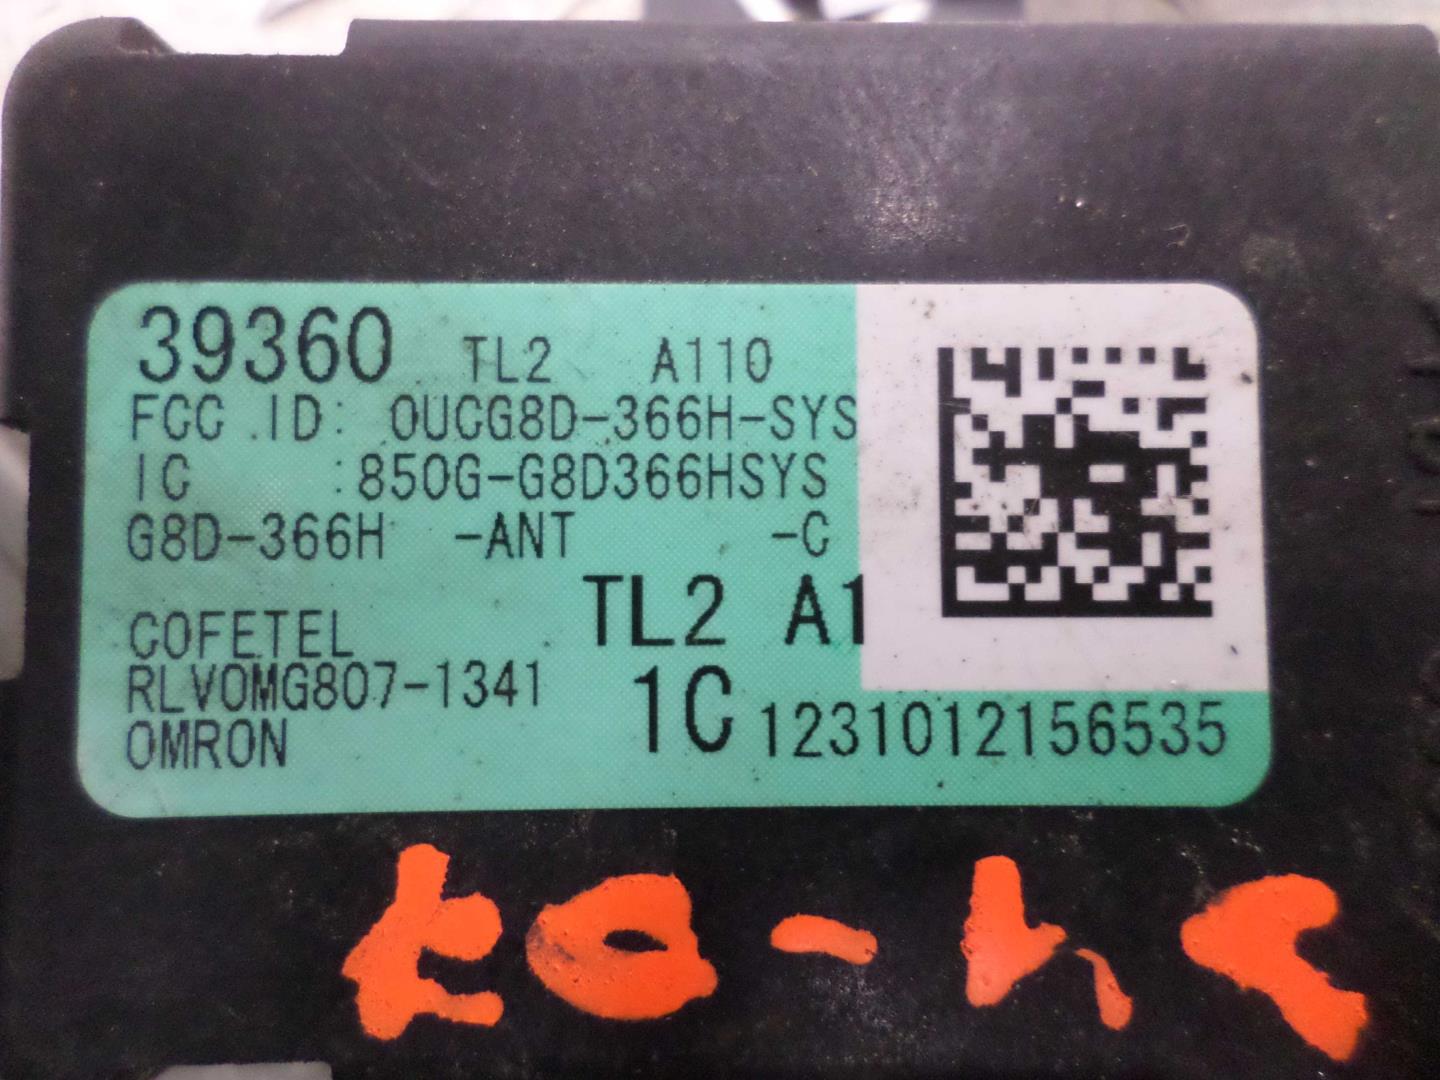 39360 TL2 A110
FCC ID: OUCG8D-366H-SYS
IC :850G-G8D366HSYS
G8D-366H -ANT -C
TL2 A1
COFETEL
RLVOMG807-1341
1C 1231012156535
OMRON